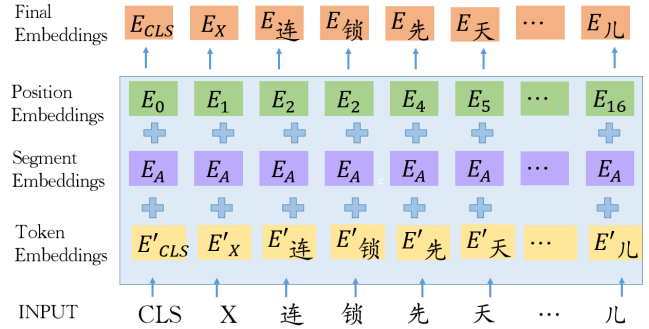 Final Embeddings E_CLS E_X E_连 E_锁 E_先 E_天 ⋯ E_儿
Position Embeddings E_0 E_1 E_2 E_2 E_4 E_5 ⋯ E_16
Segment Embeddings E_A E_A E_A E_A E_A E_A ⋯ E_A
Token Embeddings E'_CLS E'_X E'_连 E'_锁 E'_先 E'_天 ⋯ E'_儿
INPUT CLS X 连 锁 先 天 ⋯ 儿